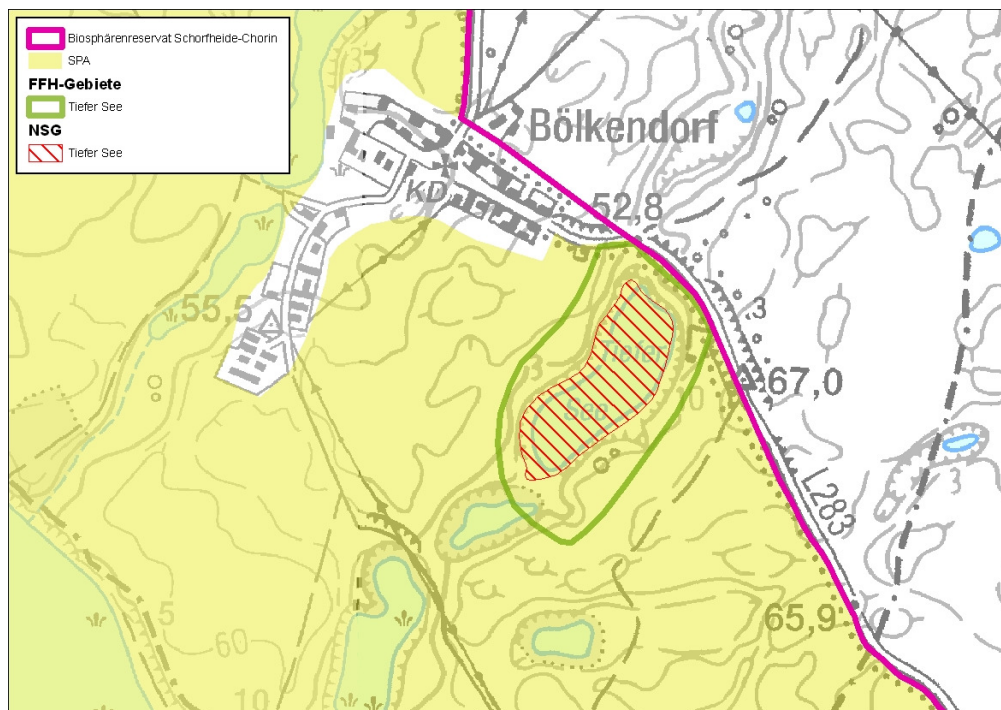 Biosphärenreservat Schorfheide-Chorin
SPA
FFH-Gebiete
Tiefer See
NSG
Tiefer See
Bölkendorf
KD
52,8
55,5
Tiefer
See
67,0
L283
65,9
5
60
10